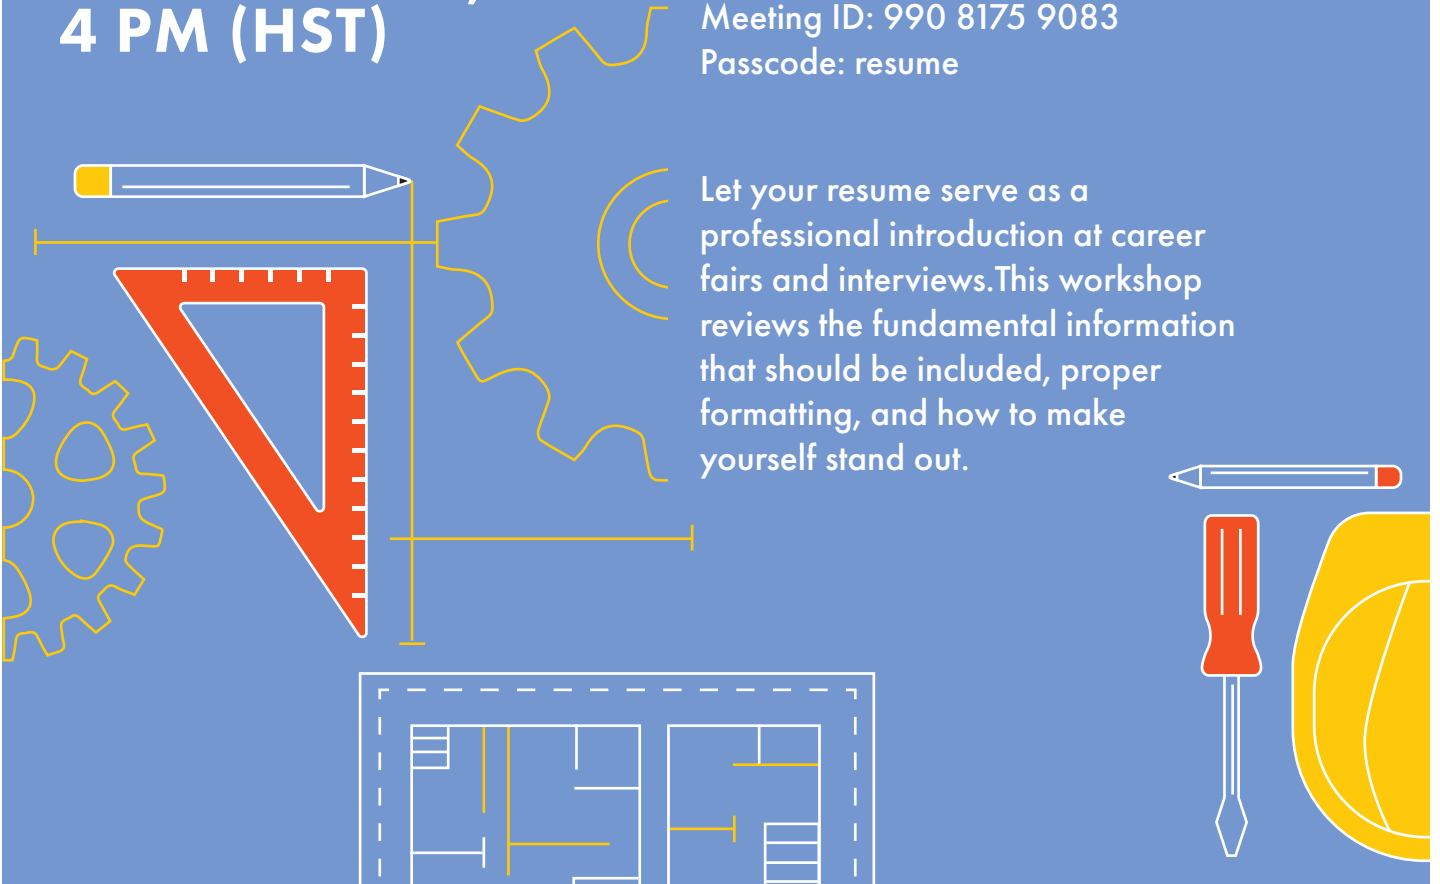 4 PM (HST)
Meeting ID: 990 8175 9083
Passcode: resume
Let your resume serve as a
professional introduction at career
fairs and interviews.This workshop
reviews the fundamental information
that should be included, proper
formatting, and how to make
yourself stand out.